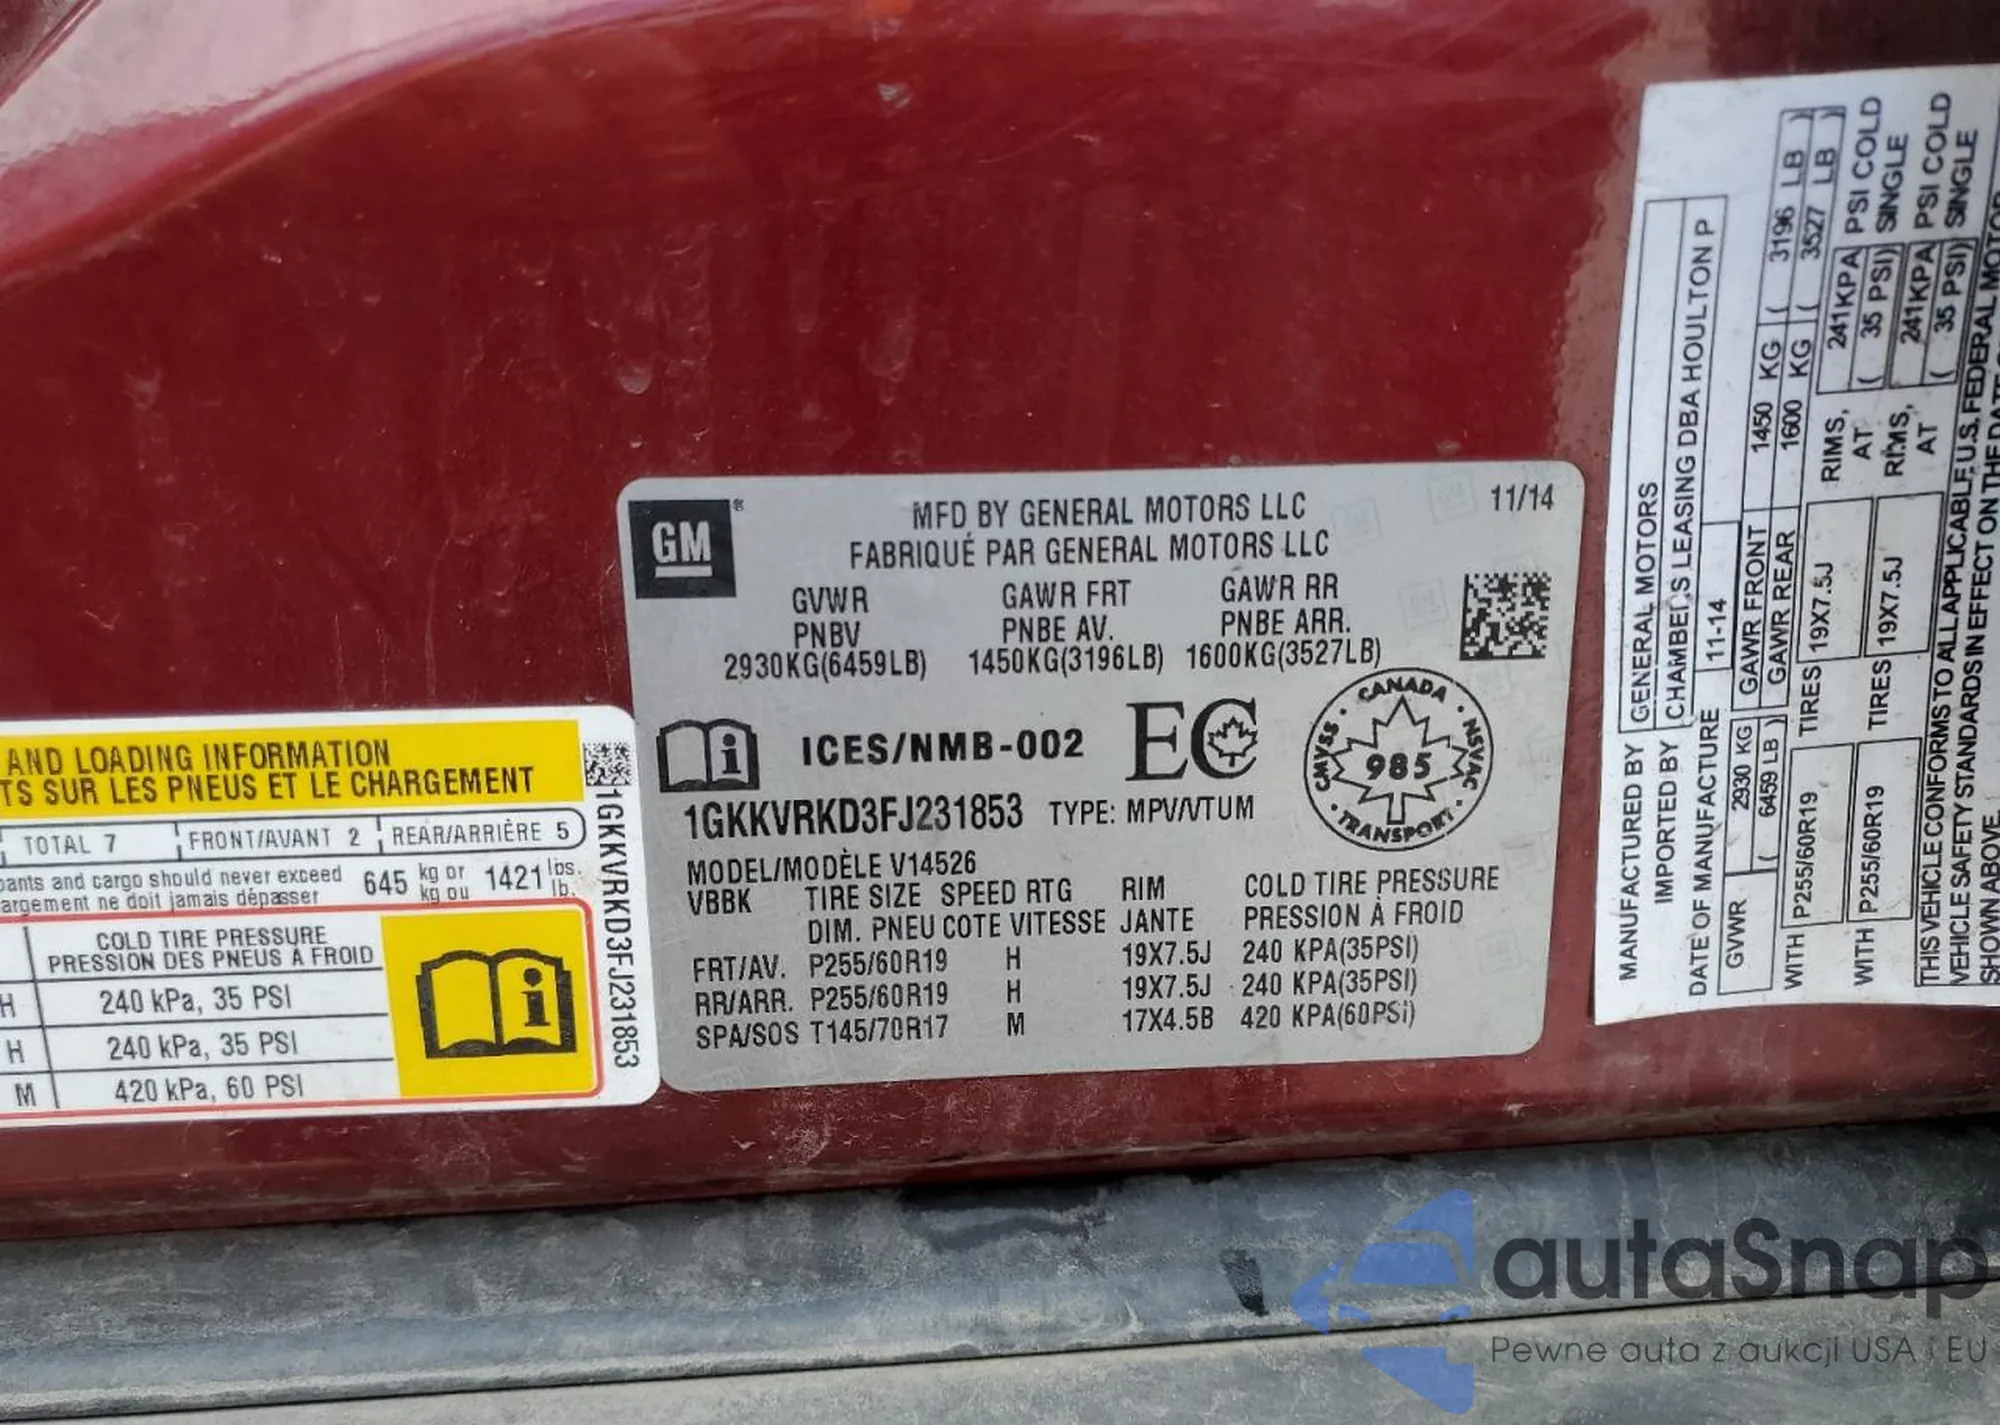 AND LOADING INFORMATION
TS SUR LES PNEUS ET LE CHARGEMENT
TOTAL 7 FRONT/AVANT 2 REAR/ARRIÈRE 5
pants and cargo should never exceed 645 kg or 1421 lbs.
argement ne doit jamais dépasser kg ou lb.
COLD TIRE PRESSURE
PRESSION DES PNEUS À FROID
H 240 kPa, 35 PSI
H 240 kPa, 35 PSI
M 420 kPa, 60 PSI
1GKKVRKD3FJ231853
GM®
MFD BY GENERAL MOTORS LLC 11/14
FABRIQUÉ PAR GENERAL MOTORS LLC
GVWR GAWR FRT GAWR RR
PNBV PNBE AV. PNBE ARR.
2930KG(6459LB) 1450KG(3196LB) 1600KG(3527LB)
ICES/NMB-002 EC
CANADA
CMVSS · NSVAC
985
TRANSPORT
1GKKVRKD3FJ231853 TYPE: MPV/VTUM
MODEL/MODÈLE V14526
VBBK TIRE SIZE SPEED RTG RIM COLD TIRE PRESSURE
DIM. PNEU COTE VITESSE JANTE PRESSION À FROID
FRT/AV. P255/60R19 H 19X7.5J 240 KPA(35PSI)
RR/ARR. P255/60R19 H 19X7.5J 240 KPA(35PSI)
SPA/SOS T145/70R17 M 17X4.5B 420 KPA(60PSI)
MANUFACTURED BY GENERAL MOTORS
IMPORTED BY CHAMBERS LEASING DBA HOULTON P
DATE OF MANUFACTURE 11-14
GVWR 2930 KG GAWR FRONT 1450 KG ( 3196 LB )
( 6459 LB ) GAWR REAR 1600 KG ( 3527 LB )
WITH P255/60R19 TIRES 19X7.5J RIMS, 241KPA PSI COLD
AT ( 35 PSI) SINGLE
WITH P255/60R19 TIRES 19X7.5J RIMS, 241KPA PSI COLD
AT ( 35 PSI) SINGLE
THIS VEHICLE CONFORMS TO ALL APPLICABLE U.S. FEDERAL MOTOR
VEHICLE SAFETY STANDARDS IN EFFECT ON THE DATE
SHOWN ABOVE.
autaSnap
Pewne auta z aukcji USA i EU